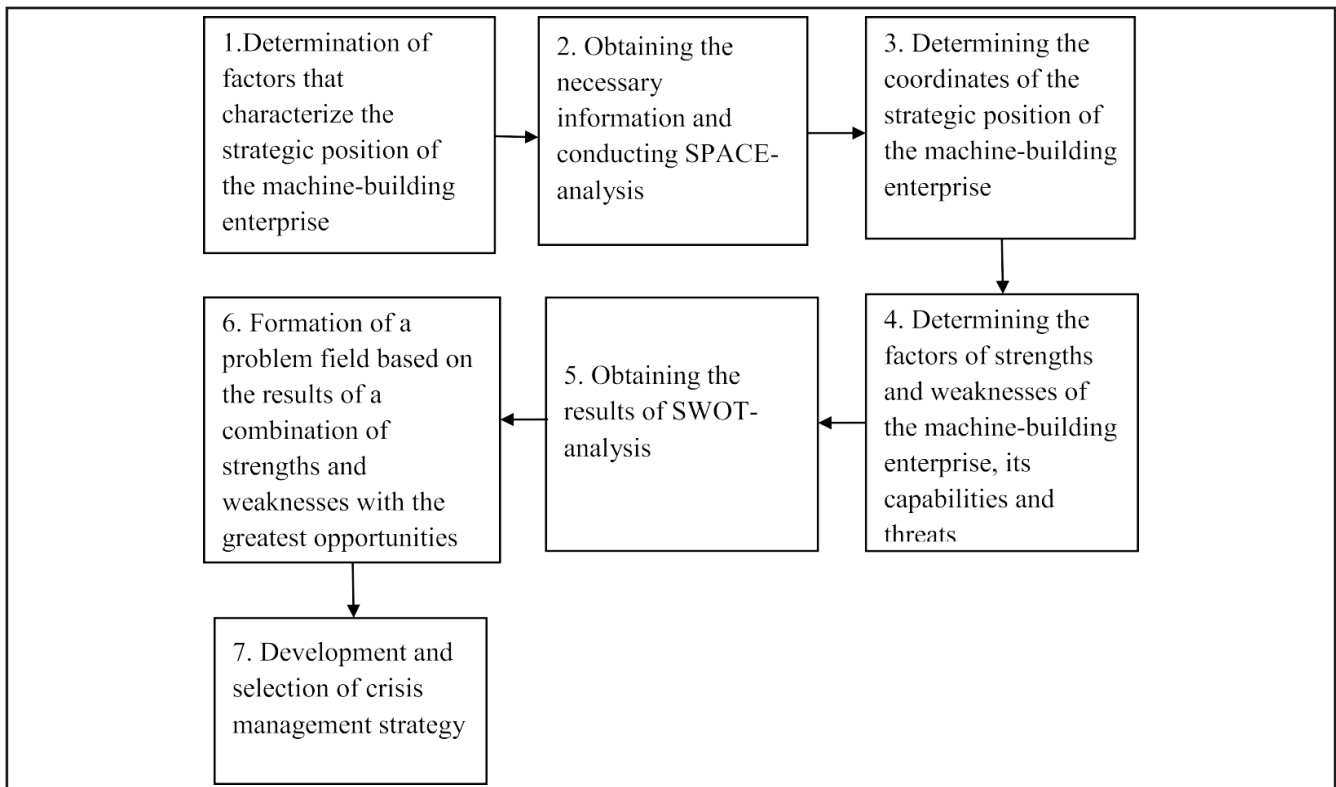 1.Determination of
factors that
characterize the
strategic position of
the machine-building
enterprise
2. Obtaining the
necessary
information and
conducting SPACE-
analysis
3. Determining the
coordinates of the
strategic position of
the machine-building
enterprise
4. Determining the
factors of strengths
and weaknesses of
the machine-building
enterprise, its
capabilities and
threats
5. Obtaining the
results of SWOT-
analysis
6. Formation of a
problem field based on
the results of a
combination of
strengths and
weaknesses with the
greatest opportunities
7. Development and
selection of crisis
management strategy